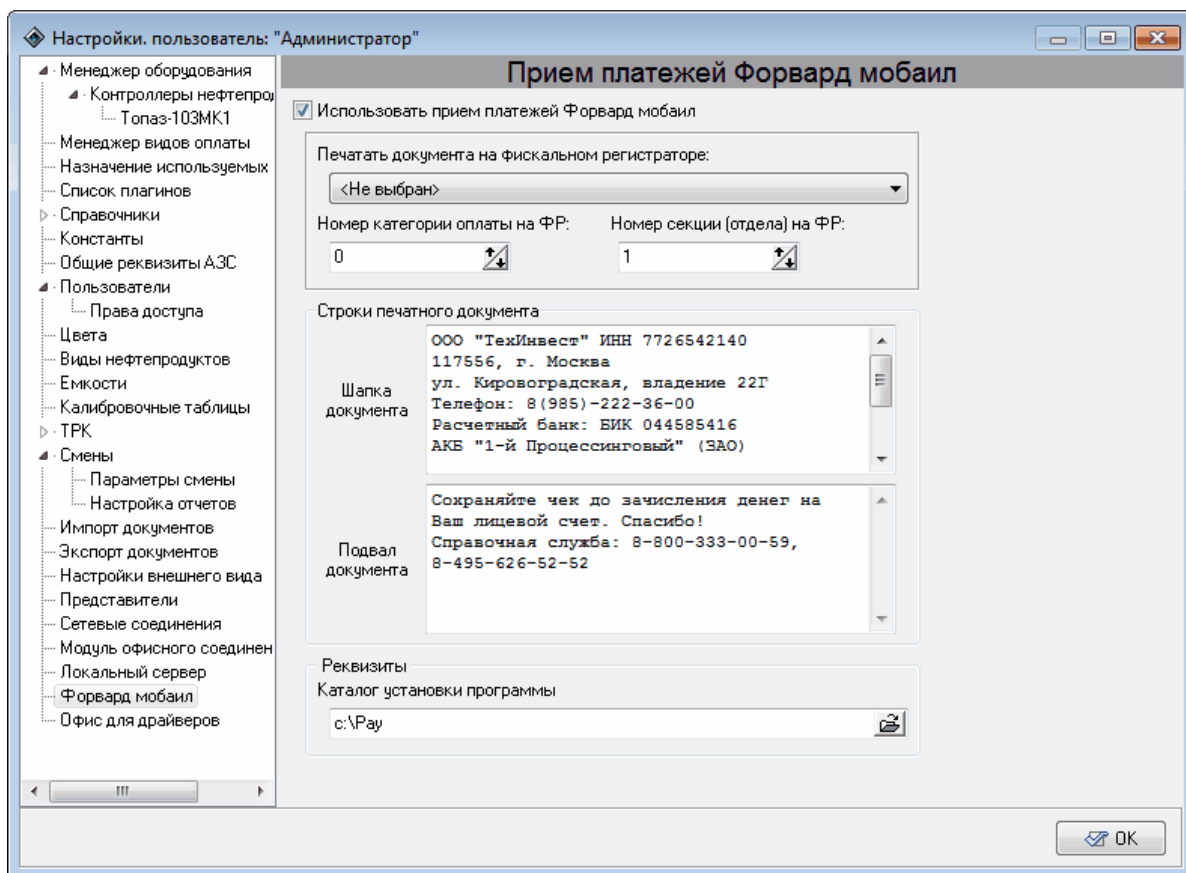 Настройки. пользователь: "Администратор"
Менеджер оборудования
Контроллеры нефтепрод
Топаз-103МК1
Менеджер видов оплаты
Назначение используемых
Список плагинов
Справочники
Константы
Общие реквизиты АЗС
Пользователи
Права доступа
Цвета
Виды нефтепродуктов
Емкости
Калибровочные таблицы
ТРК
Смены
Параметры смены
Настройка отчетов
Импорт документов
Экспорт документов
Настройки внешнего вида
Представители
Сетевые соединения
Модуль офисного соединен
Локальный сервер
Форвард мобаил
Офис для драйверов
Прием платежей Форвард мобаил
Использовать прием платежей Форвард мобаил
Печатать документа на фискальном регистраторе:
<Не выбран>
Номер категории оплаты на ФР: Номер секции (отдела) на ФР:
0 1
Строки печатного документа
Шапка документа
ООО "ТехИнвест" ИНН 7726542140
117556, г. Москва
ул. Кировоградская, владение 22Г
Телефон: 8(985)-222-36-00
Расчетный банк: БИК 044585416
АКБ "1-й Процессинговый" (ЗАО)
Подвал документа
Сохраняйте чек до зачисления денег на
Ваш лицевой счет. Спасибо!
Справочная служба: 8-800-333-00-59,
8-495-626-52-52
Реквизиты
Каталог установки программы
c:\Pay
OK